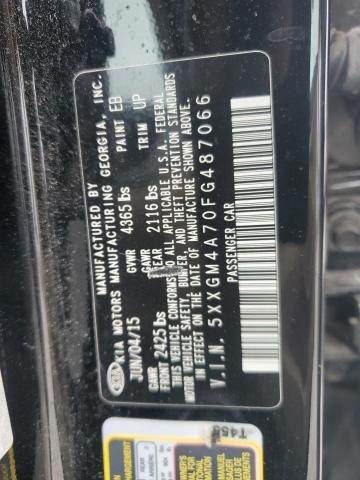 MANUFACTURED BY
KIA MOTORS MANUFACTURING GEORGIA, INC.
JUN/04/15 GVWR 4365 lbs PAINT EB
GAWR FRONT 2425 lbs GAWR REAR 2116 lbs TRIM UP
THIS VEHICLE CONFORMS TO ALL APPLICABLE U.S.A. FEDERAL
MOTOR VEHICLE SAFETY, BUMPER, AND THEFT PREVENTION STANDARDS
IN EFFECT ON THE DATE OF MANUFACTURE SHOWN ABOVE.
V.I.N. 5XXGM4A70FG487066
PASSENGER CAR